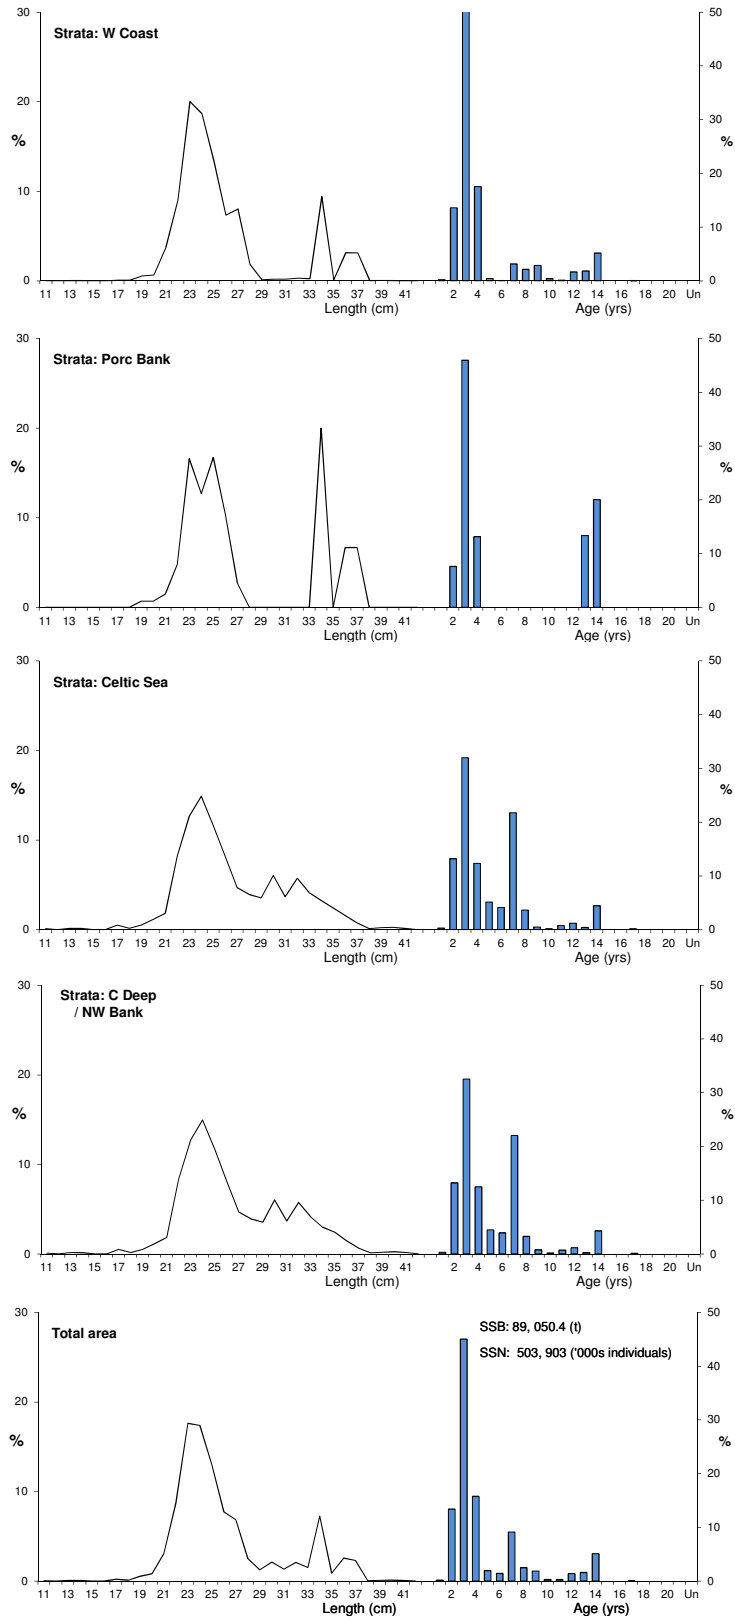 30 50
Strata: W Coast
40
20 30
% %
20
10
10
0 0
11 13 15 17 19 21 23 25 27 29 31 33 35 37 39 41 2 4 6 8 10 12 14 16 18 20 Un
Length (cm) Age (yrs)
30 50
Strata: Porc Bank
40
20 30
% %
20
10
10
0 0
11 13 15 17 19 21 23 25 27 29 31 33 35 37 39 41 2 4 6 8 10 12 14 16 18 20 Un
Length (cm) Age (yrs)
30 50
Strata: Celtic Sea
40
20 30
% %
20
10
10
0 0
11 13 15 17 19 21 23 25 27 29 31 33 35 37 39 41 2 4 6 8 10 12 14 16 18 20 Un
Length (cm) Age (yrs)
30 50
Strata: C Deep
/ NW Bank
40
20 30
% %
20
10
10
0 0
11 13 15 17 19 21 23 25 27 29 31 33 35 37 39 41 2 4 6 8 10 12 14 16 18 20 Un
Length (cm) Age (yrs)
30 50
SSB: 89, 050.4 (t)
Total area
SSN: 503, 903 ('000s individuals)
40
20 30
% %
20
10
10
0 0
11 13 15 17 19 21 23 25 27 29 31 33 35 37 39 41 2 4 6 8 10 12 14 16 18 20 Un
Length (cm) Age (yrs)